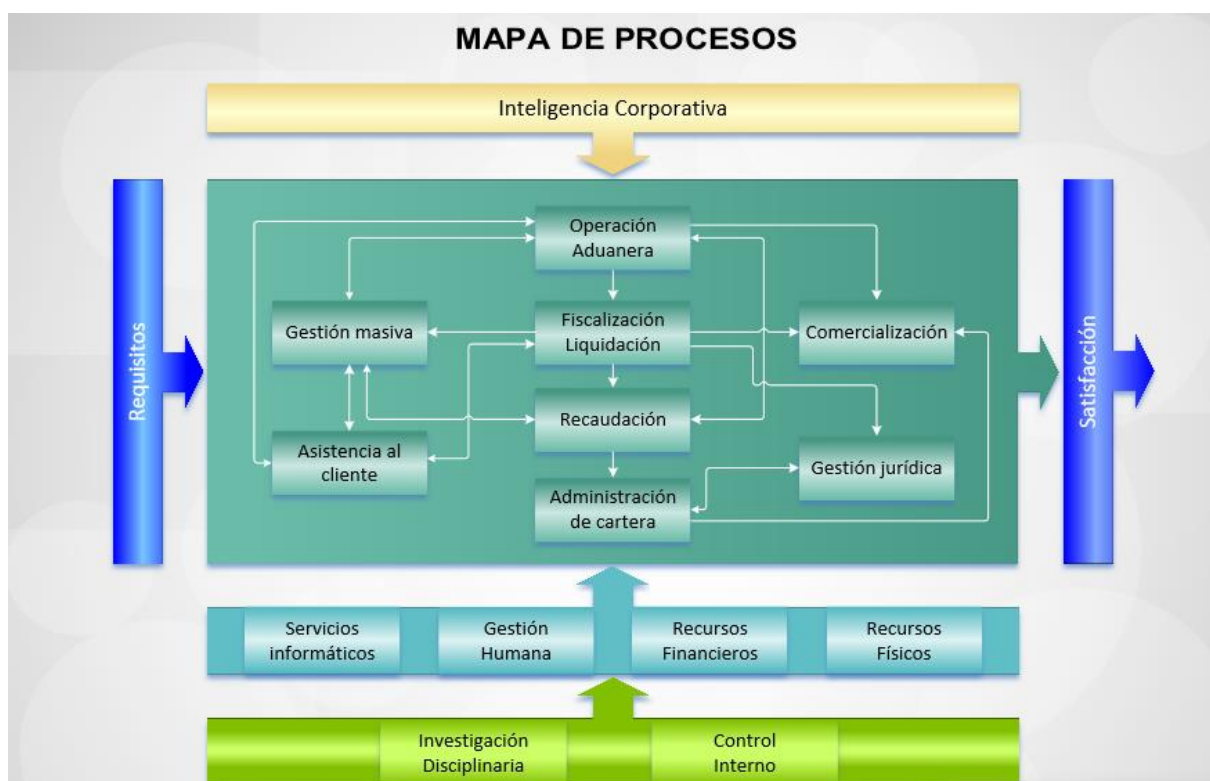 MAPA DE PROCESOS
Inteligencia Corporativa
Requisitos
Operación
Aduanera
Gestión masiva
Fiscalización
Liquidación
Comercialización
Recaudación
Asistencia al
cliente
Gestión jurídica
Administración
de cartera
Satisfacción
Servicios
informáticos
Gestión
Humana
Recursos
Financieros
Recursos
Físicos
Investigación
Disciplinaria
Control
Interno